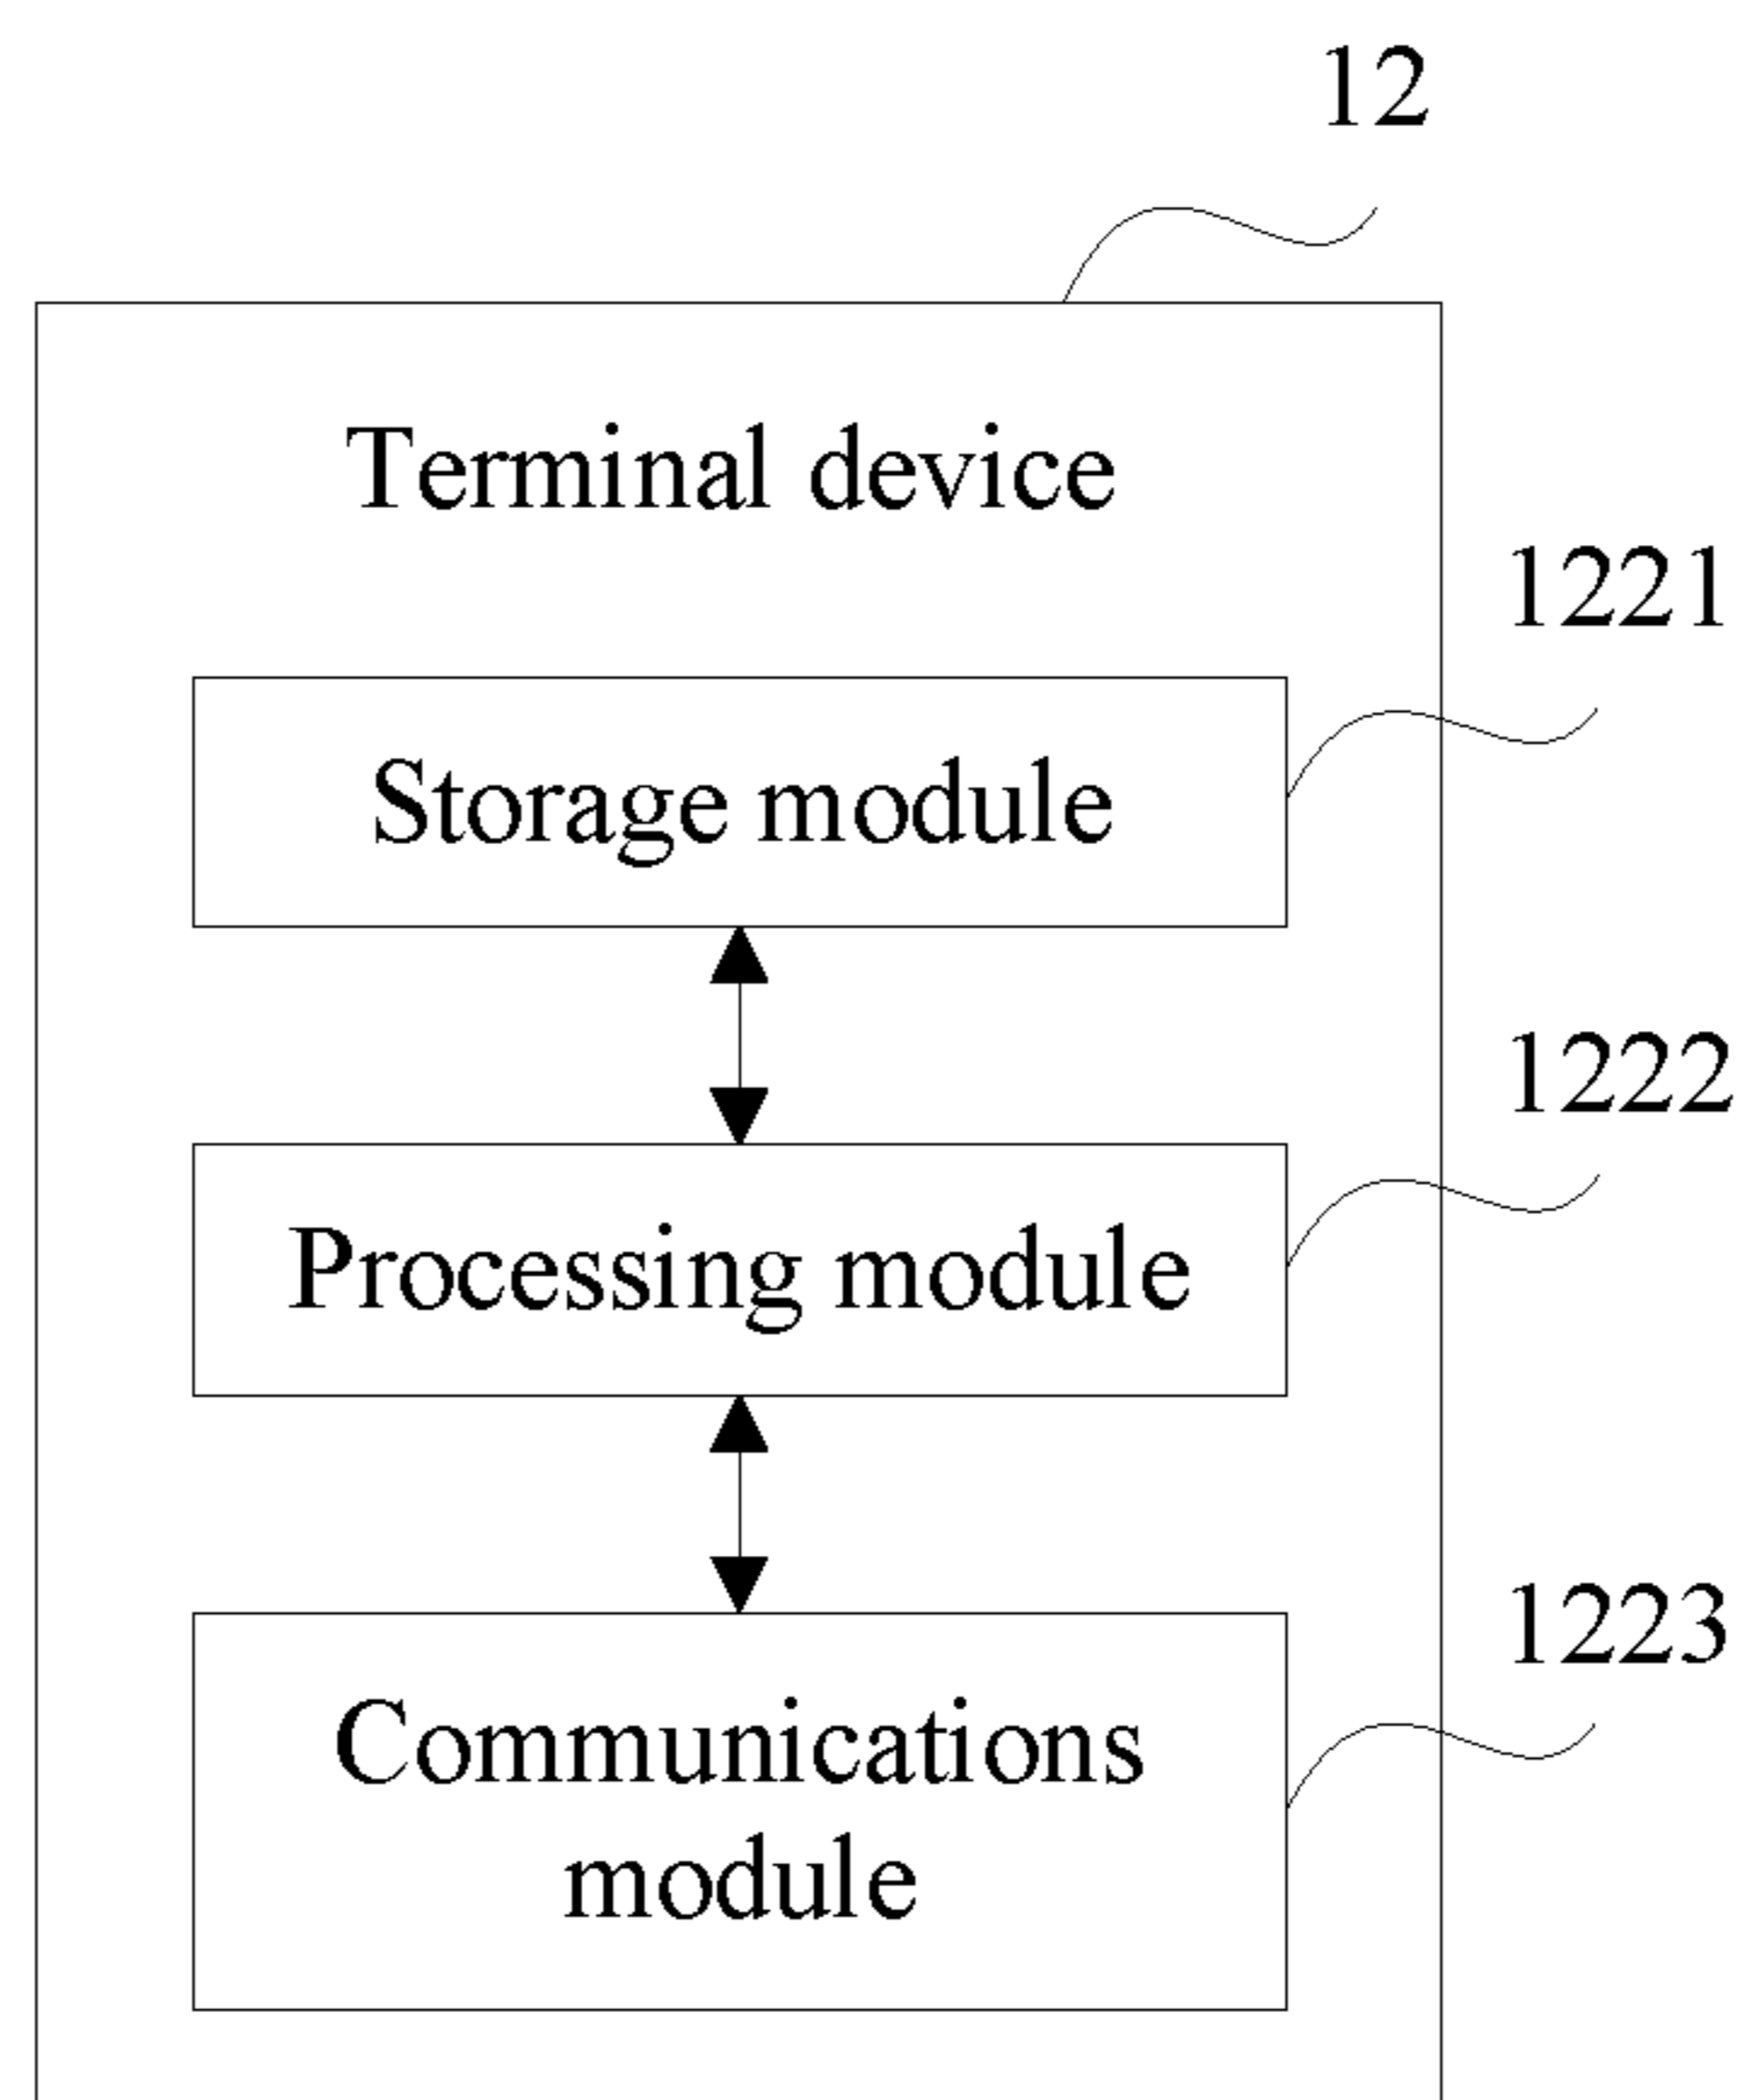 12
Terminal device
1221
Storage module
1222
Processing module
1223
Communications
module